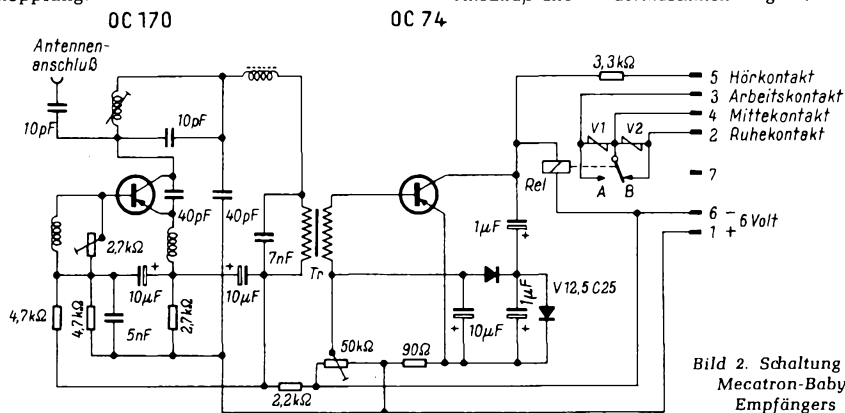 OC 170
OC 74
Antennen-
anschluß
10pF
10pF
40pF
40pF
2,7kΩ
7nF
Tr
10µF
10µF
4,7kΩ
4,7kΩ
5nF
2,7kΩ
2,2kΩ
50kΩ
90Ω
10µF
1µF
1µF
V 12,5 C 25
Rel
3,3kΩ
V1
V2
A
B
5 Hörkontakt
3 Arbeitskontakt
4 Mittekontakt
2 Ruhekontakt
7
6 −
6 Volt
1 +
Bild 2. Schaltung
Mecatron-Baby
Empfängers